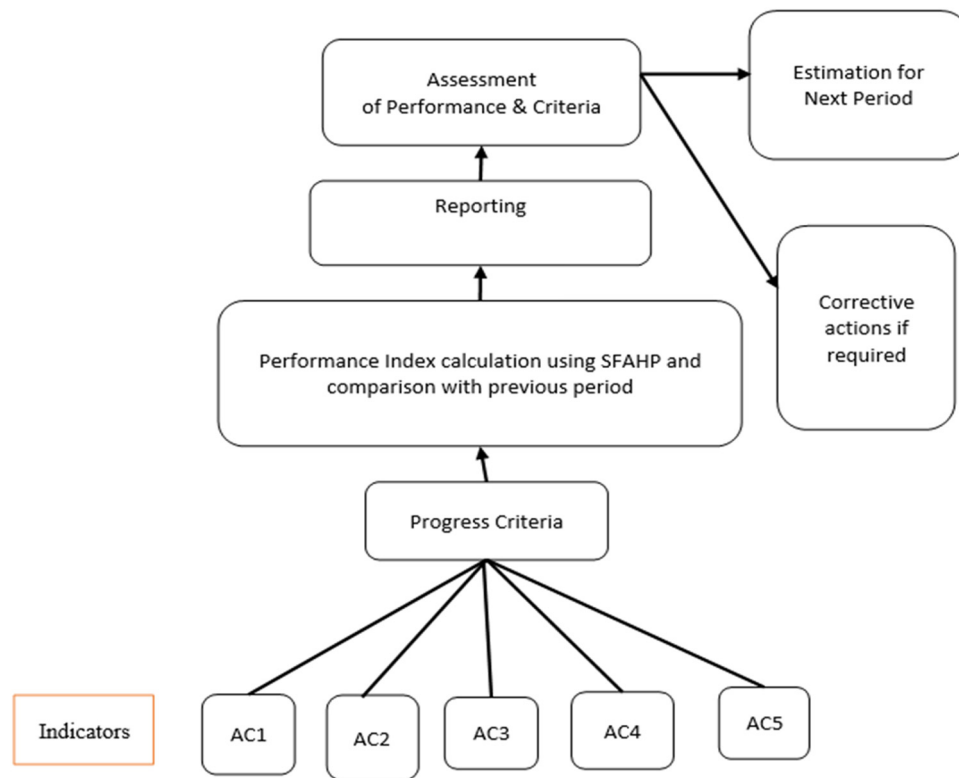 Assessment
of Performance & Criteria
Estimation for
Next Period
Reporting
Corrective
actions if
required
Performance Index calculation using SFAHP and
comparison with previous period
Progress Criteria
Indicators
AC1
AC2
AC3
AC4
AC5